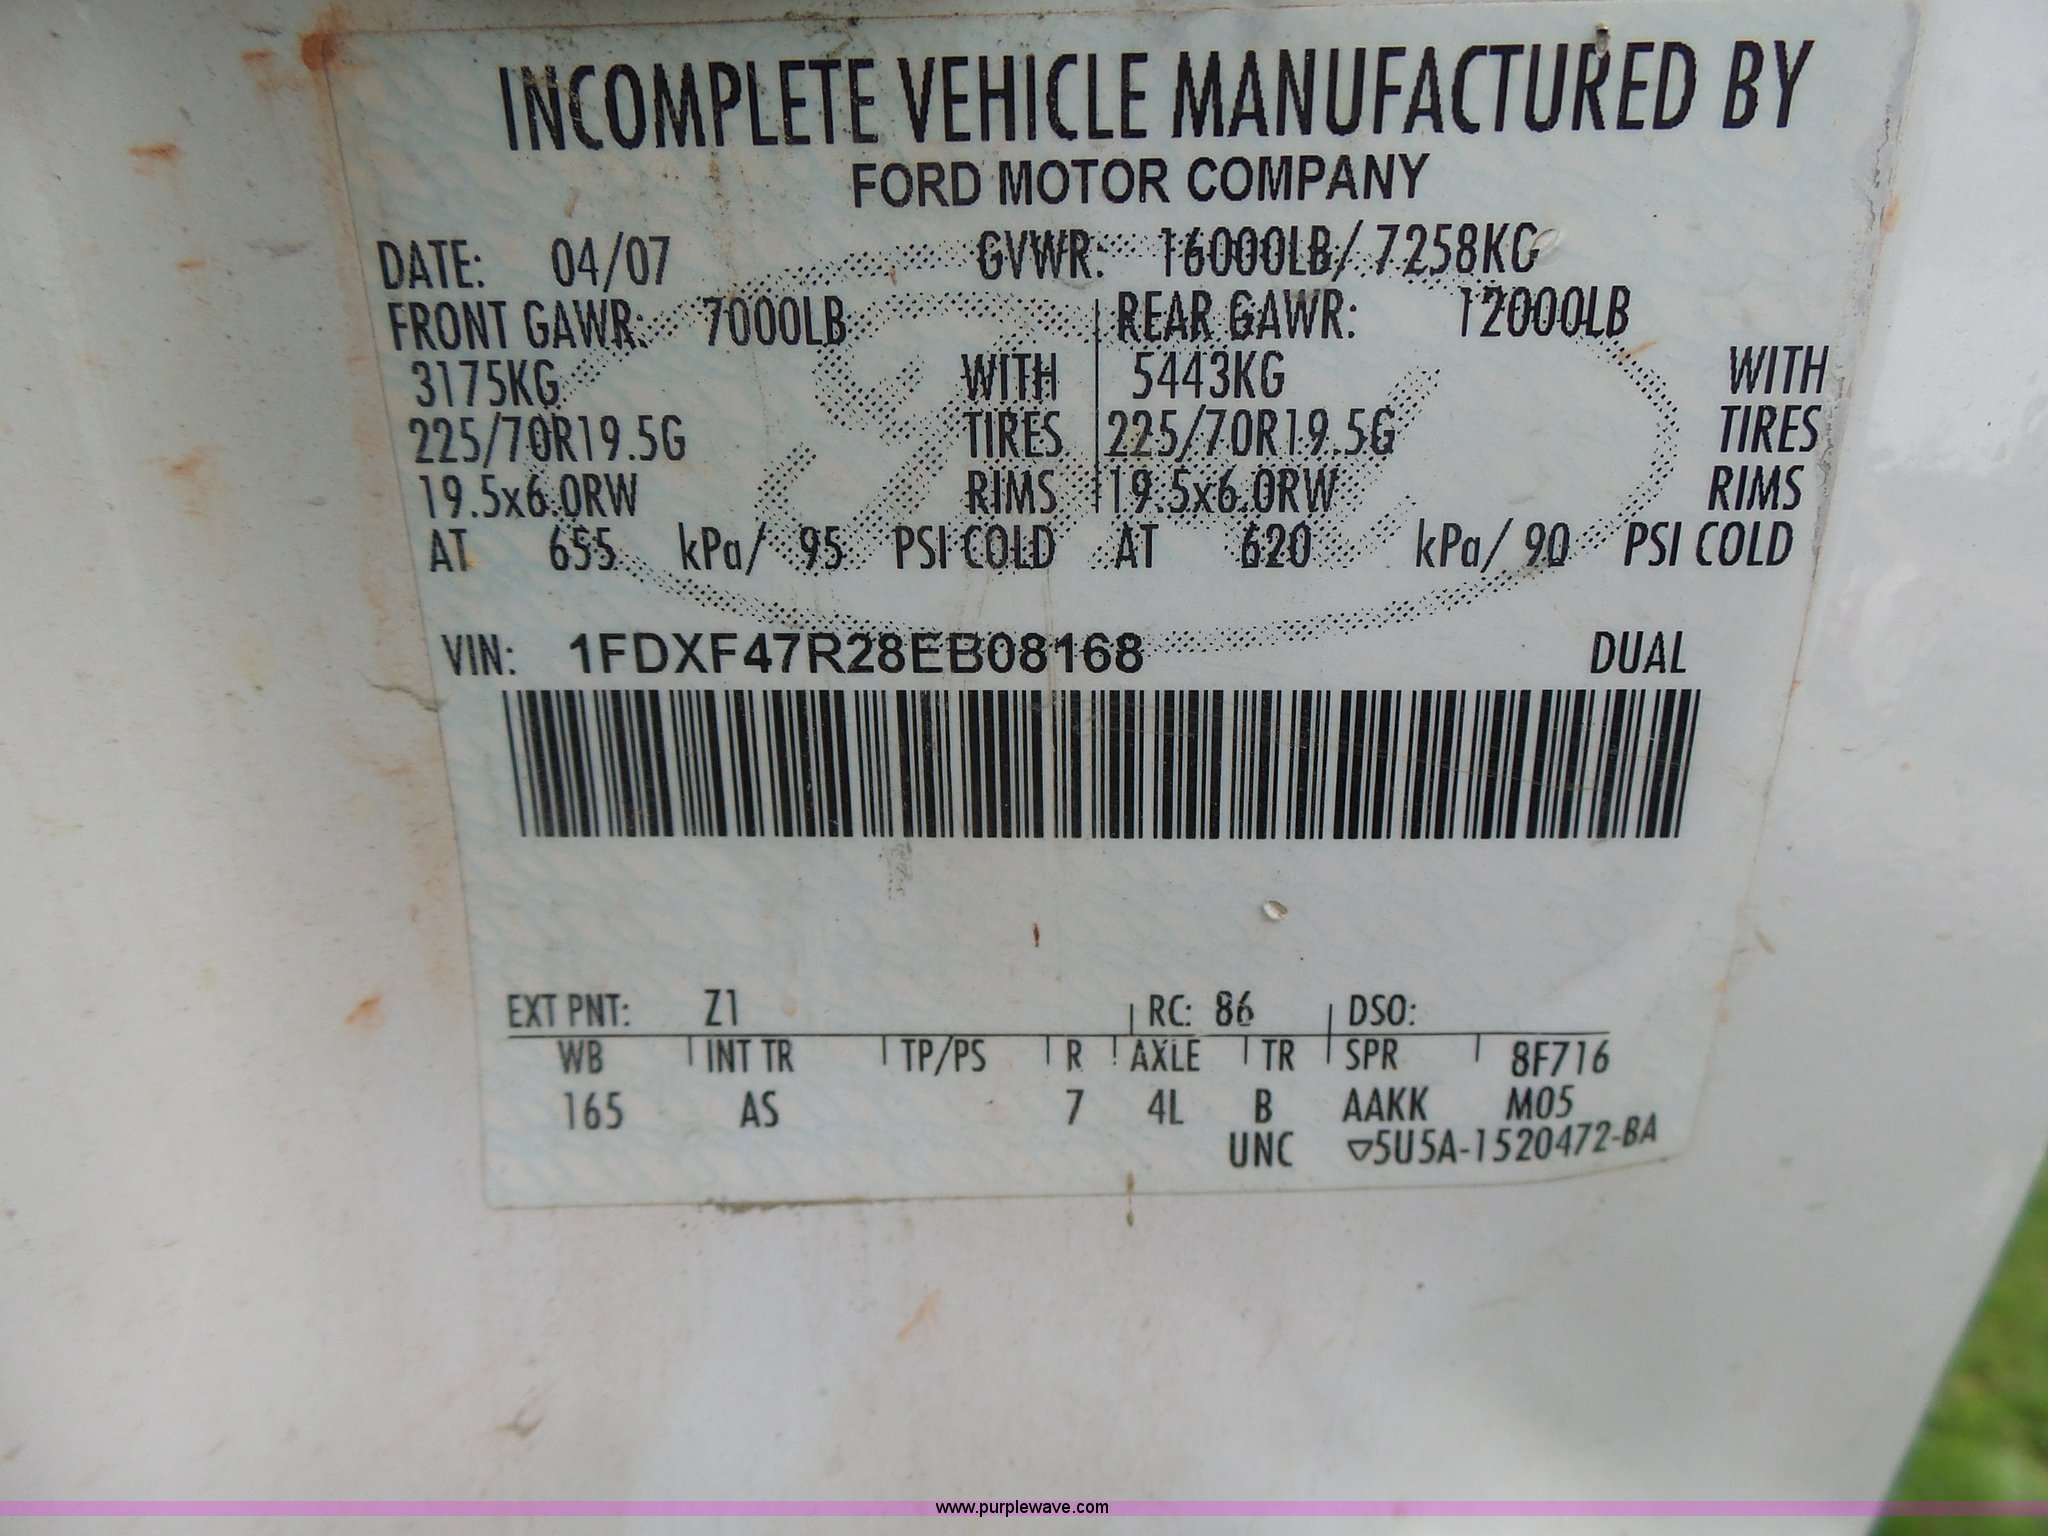 INCOMPLETE VEHICLE MANUFACTURED BY
FORD MOTOR COMPANY
DATE: 04/07 GVWR: 16000LB/ 7258KG
FRONT GAWR: 7000LB REAR GAWR: 12000LB
3175KG WITH 5443KG WITH
225/70R19.5G TIRES 225/70R19.5G TIRES
19.5x6.0RW RIMS 19.5x6.0RW RIMS
AT 655 kPa/ 95 PSI COLD AT 620 kPa/ 90 PSI COLD
VIN: 1FDXF47R28EB08168 DUAL
EXT PNT: Z1 RC: 86 DSO:
WB INT TR TP/PS R AXLE TR SPR 8F716
165 AS 7 4L B AAKK M05
UNC ▽5U5A-1520472-BA
www.purplewave.com